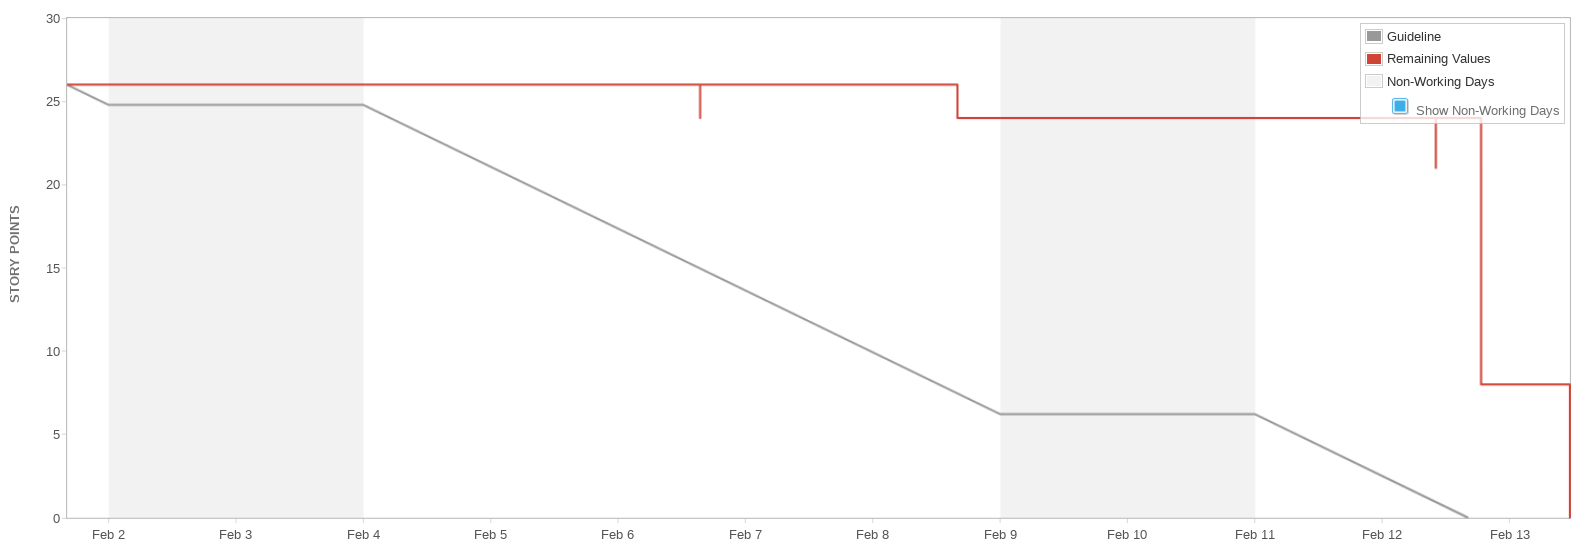 30
25
20
15
10
5
0
STORY POINTS
Guideline
Remaining Values
Non-Working Days
Show Non-Working Days
Feb 2 Feb 3 Feb 4 Feb 5 Feb 6 Feb 7 Feb 8 Feb 9 Feb 10 Feb 11 Feb 12 Feb 13